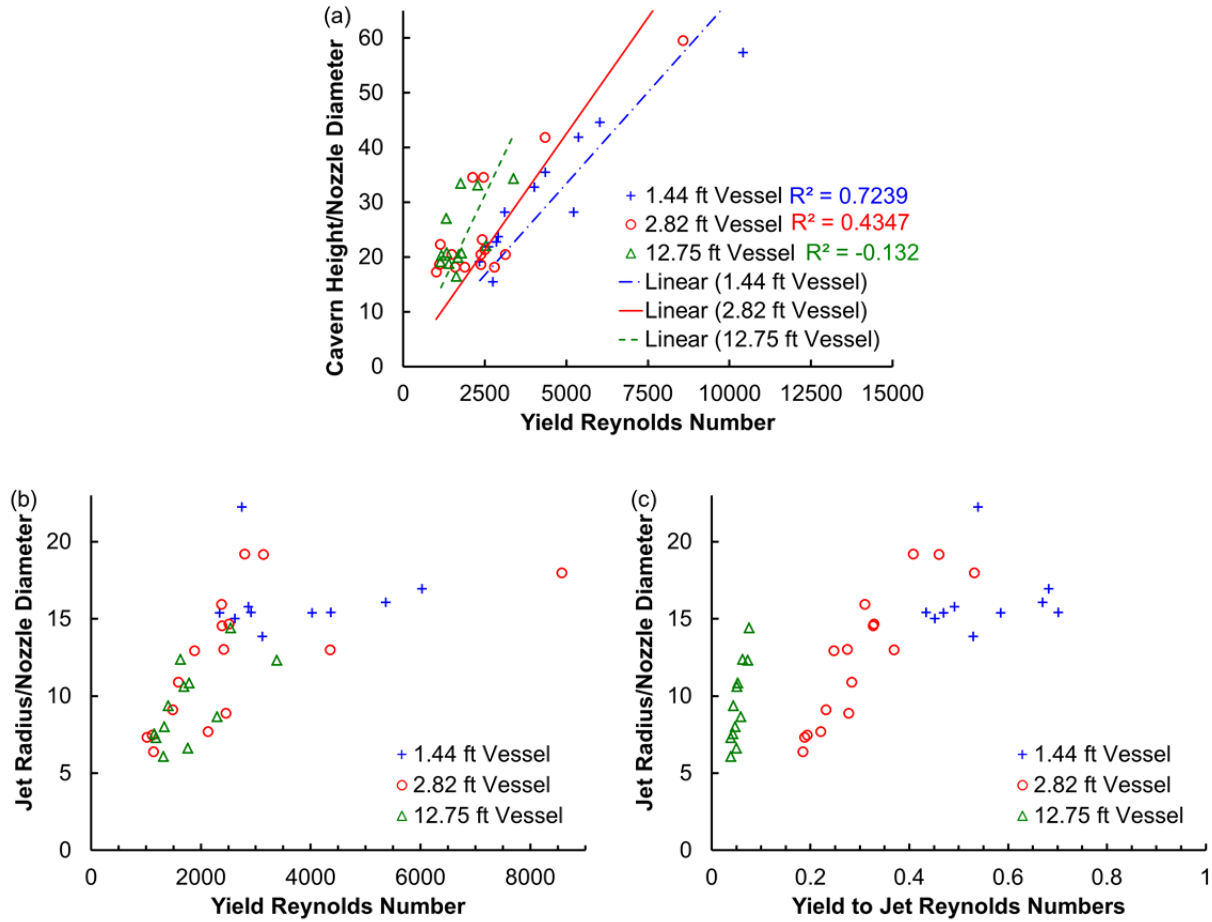 (a)
Cavern Height/Nozzle Diameter
60
50
40
30
20
10
0
1.44 ft Vessel R² = 0.7239
2.82 ft Vessel R² = 0.4347
12.75 ft Vessel R² = -0.132
Linear (1.44 ft Vessel)
Linear (2.82 ft Vessel)
Linear (12.75 ft Vessel)
0 2500 5000 7500 10000 12500 15000
Yield Reynolds Number
(b)
Jet Radius/Nozzle Diameter
20
15
10
5
0
1.44 ft Vessel
2.82 ft Vessel
12.75 ft Vessel
0 2000 4000 6000 8000
Yield Reynolds Number
(c)
Jet Radius/Nozzle Diameter
20
15
10
5
0
1.44 ft Vessel
2.82 ft Vessel
12.75 ft Vessel
0 0.2 0.4 0.6 0.8 1
Yield to Jet Reynolds Numbers